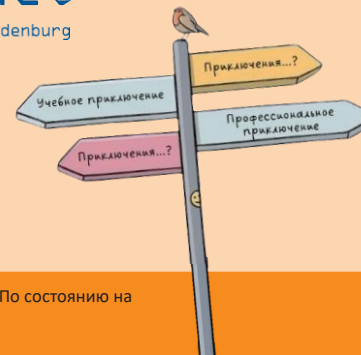 denburg
Приключения...?
Учебное приключение
Профессиональное
приключение
Приключения...?
По состоянию на